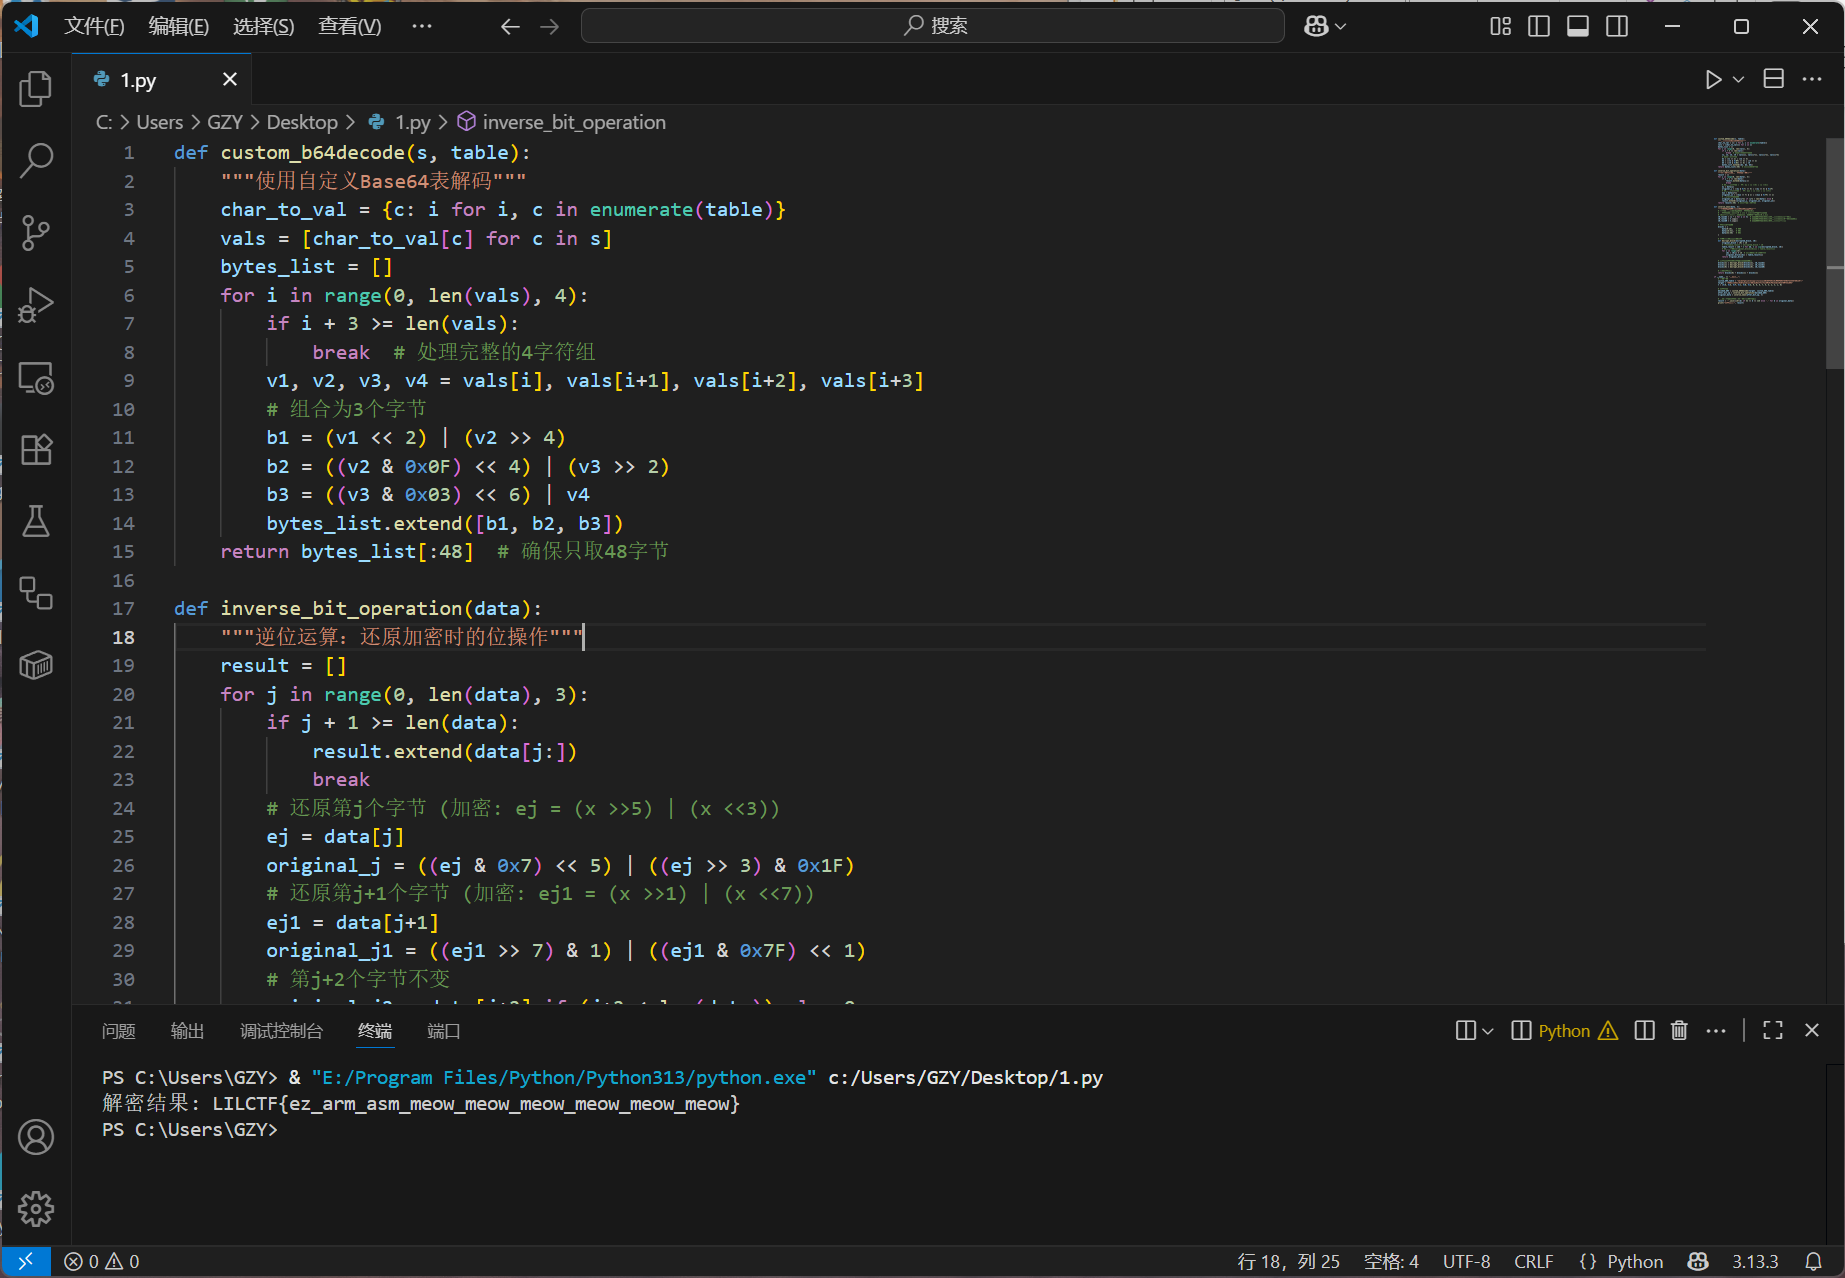 文件(F) 编辑(E) 选择(S) 查看(V) ··· 搜索
1.py
C: > Users > GZY > Desktop > 1.py > inverse_bit_operation
1 def custom_b64decode(s, table):
2 """使用自定义Base64表解码"""
3 char_to_val = {c: i for i, c in enumerate(table)}
4 vals = [char_to_val[c] for c in s]
5 bytes_list = []
6 for i in range(0, len(vals), 4):
7 if i + 3 >= len(vals):
8 break # 处理完整的4字符组
9 v1, v2, v3, v4 = vals[i], vals[i+1], vals[i+2], vals[i+3]
10 # 组合为3个字节
11 b1 = (v1 << 2) | (v2 >> 4)
12 b2 = ((v2 & 0x0F) << 4) | (v3 >> 2)
13 b3 = ((v3 & 0x03) << 6) | v4
14 bytes_list.extend([b1, b2, b3])
15 return bytes_list[:48] # 确保只取48字节
16
17 def inverse_bit_operation(data):
18 """逆位运算：还原加密时的位操作"""
19 result = []
20 for j in range(0, len(data), 3):
21 if j + 1 >= len(data):
22 result.extend(data[j:])
23 break
24 # 还原第j个字节（加密：ej = (x >>5) | (x <<3)）
25 ej = data[j]
26 original_j = ((ej & 0x7) << 5) | ((ej >> 3) & 0x1F)
27 # 还原第j+1个字节（加密：ej1 = (x >>1) | (x <<7)）
28 ej1 = data[j+1]
29 original_j1 = ((ej1 >> 7) & 1) | ((ej1 & 0x7F) << 1)
30 # 第j+2个字节不变
问题 输出 调试控制台 终端 端口 Python
PS C:\Users\GZY> & "E:/Program Files/Python/Python313/python.exe" c:/Users/GZY/Desktop/1.py
解密结果: LILCTF{ez_arm_asm_meow_meow_meow_meow_meow_meow}
PS C:\Users\GZY>
0 0 行 18，列 25 空格: 4 UTF-8 CRLF {} Python 3.13.3